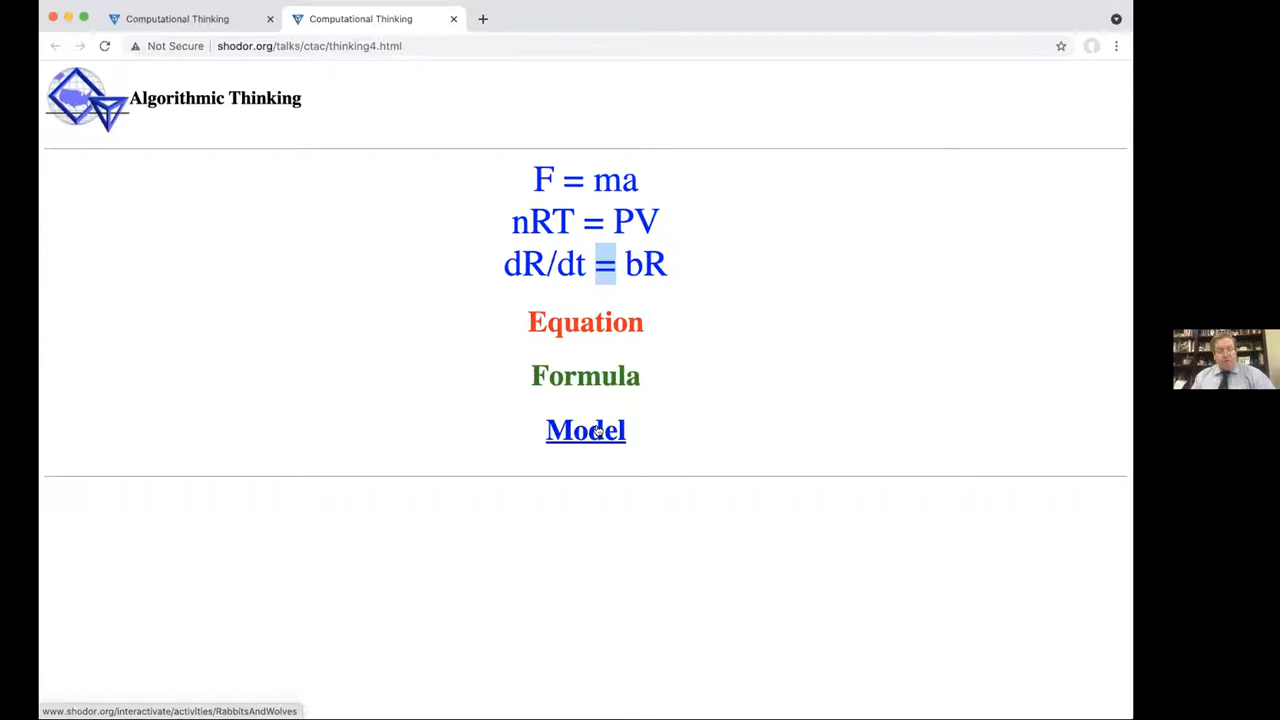 Computational Thinking
Computational Thinking
Not Secure
shodor.org/talks/ctac/thinking4.html
Algorithmic Thinking
F = ma
nRT = PV
dR/dt = bR
Equation
Formula
Model
www.shodor.org/interactivate/activities/RabbitsAndWolves